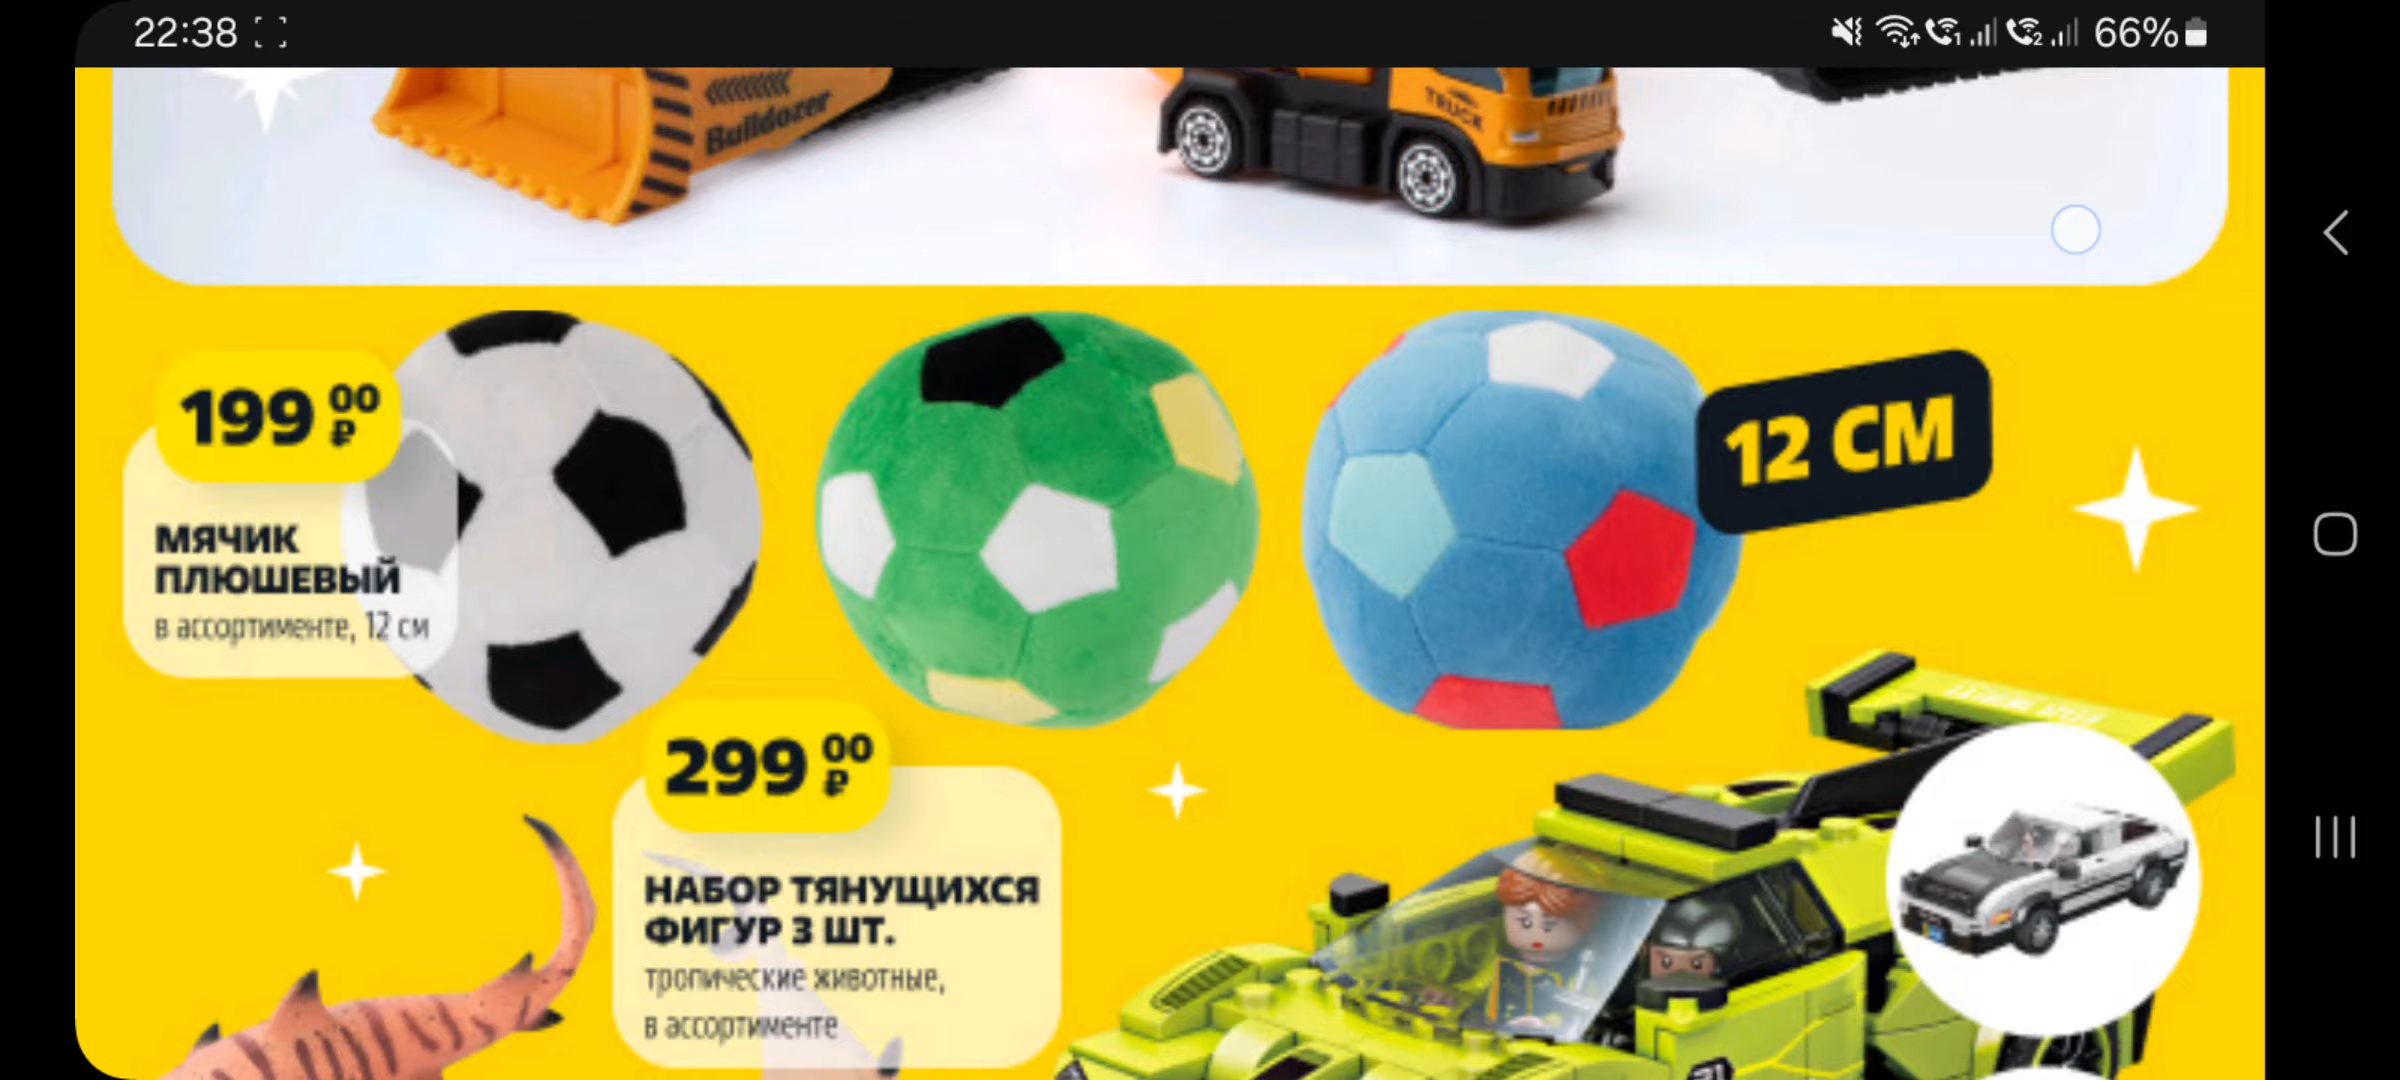 22:38
66%
Bulldozer
TRUCK
199 00 ₽
МЯЧИК
ПЛЮШЕВЫЙ
в ассортименте, 12 см
12 СМ
299 00 ₽
НАБОР ТЯНУЩИХСЯ
ФИГУР 3 ШТ.
тропические животные,
в ассортименте